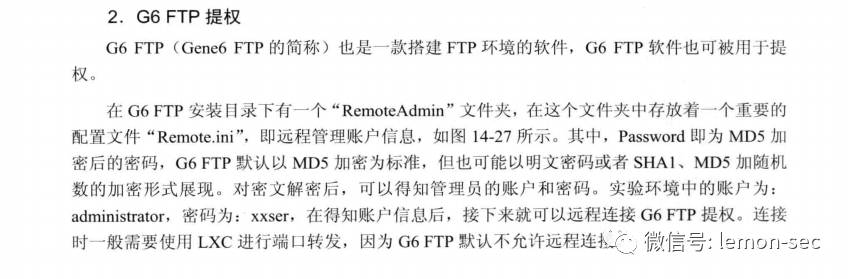 2．G6 FTP 提权
G6 FTP（Gene6 FTP 的简称）也是一款搭建 FTP 环境的软件，G6 FTP 软件也可被用于提
权。
在 G6 FTP 安装目录下有一个“RemoteAdmin”文件夹，在这个文件夹中存放着一个重要的
配置文件“Remote.ini”，即远程管理账户信息，如图 14-27 所示。其中，Password 即为 MD5 加
密后的密码，G6 FTP 默认以 MD5 加密为标准，但也可能以明文密码或者 SHA1、MD5 加随机
数的加密形式展现。对密文解密后，可以得知管理员的账户和密码。实验环境中的账户为：
administrator，密码为：xxser，在得知账户信息后，接下来就可以远程连接 G6 FTP 提权。连接
时一般需要使用 LXC 进行端口转发，因为 G6 FTP 默认不允许远程连接
微信号: lemon-sec